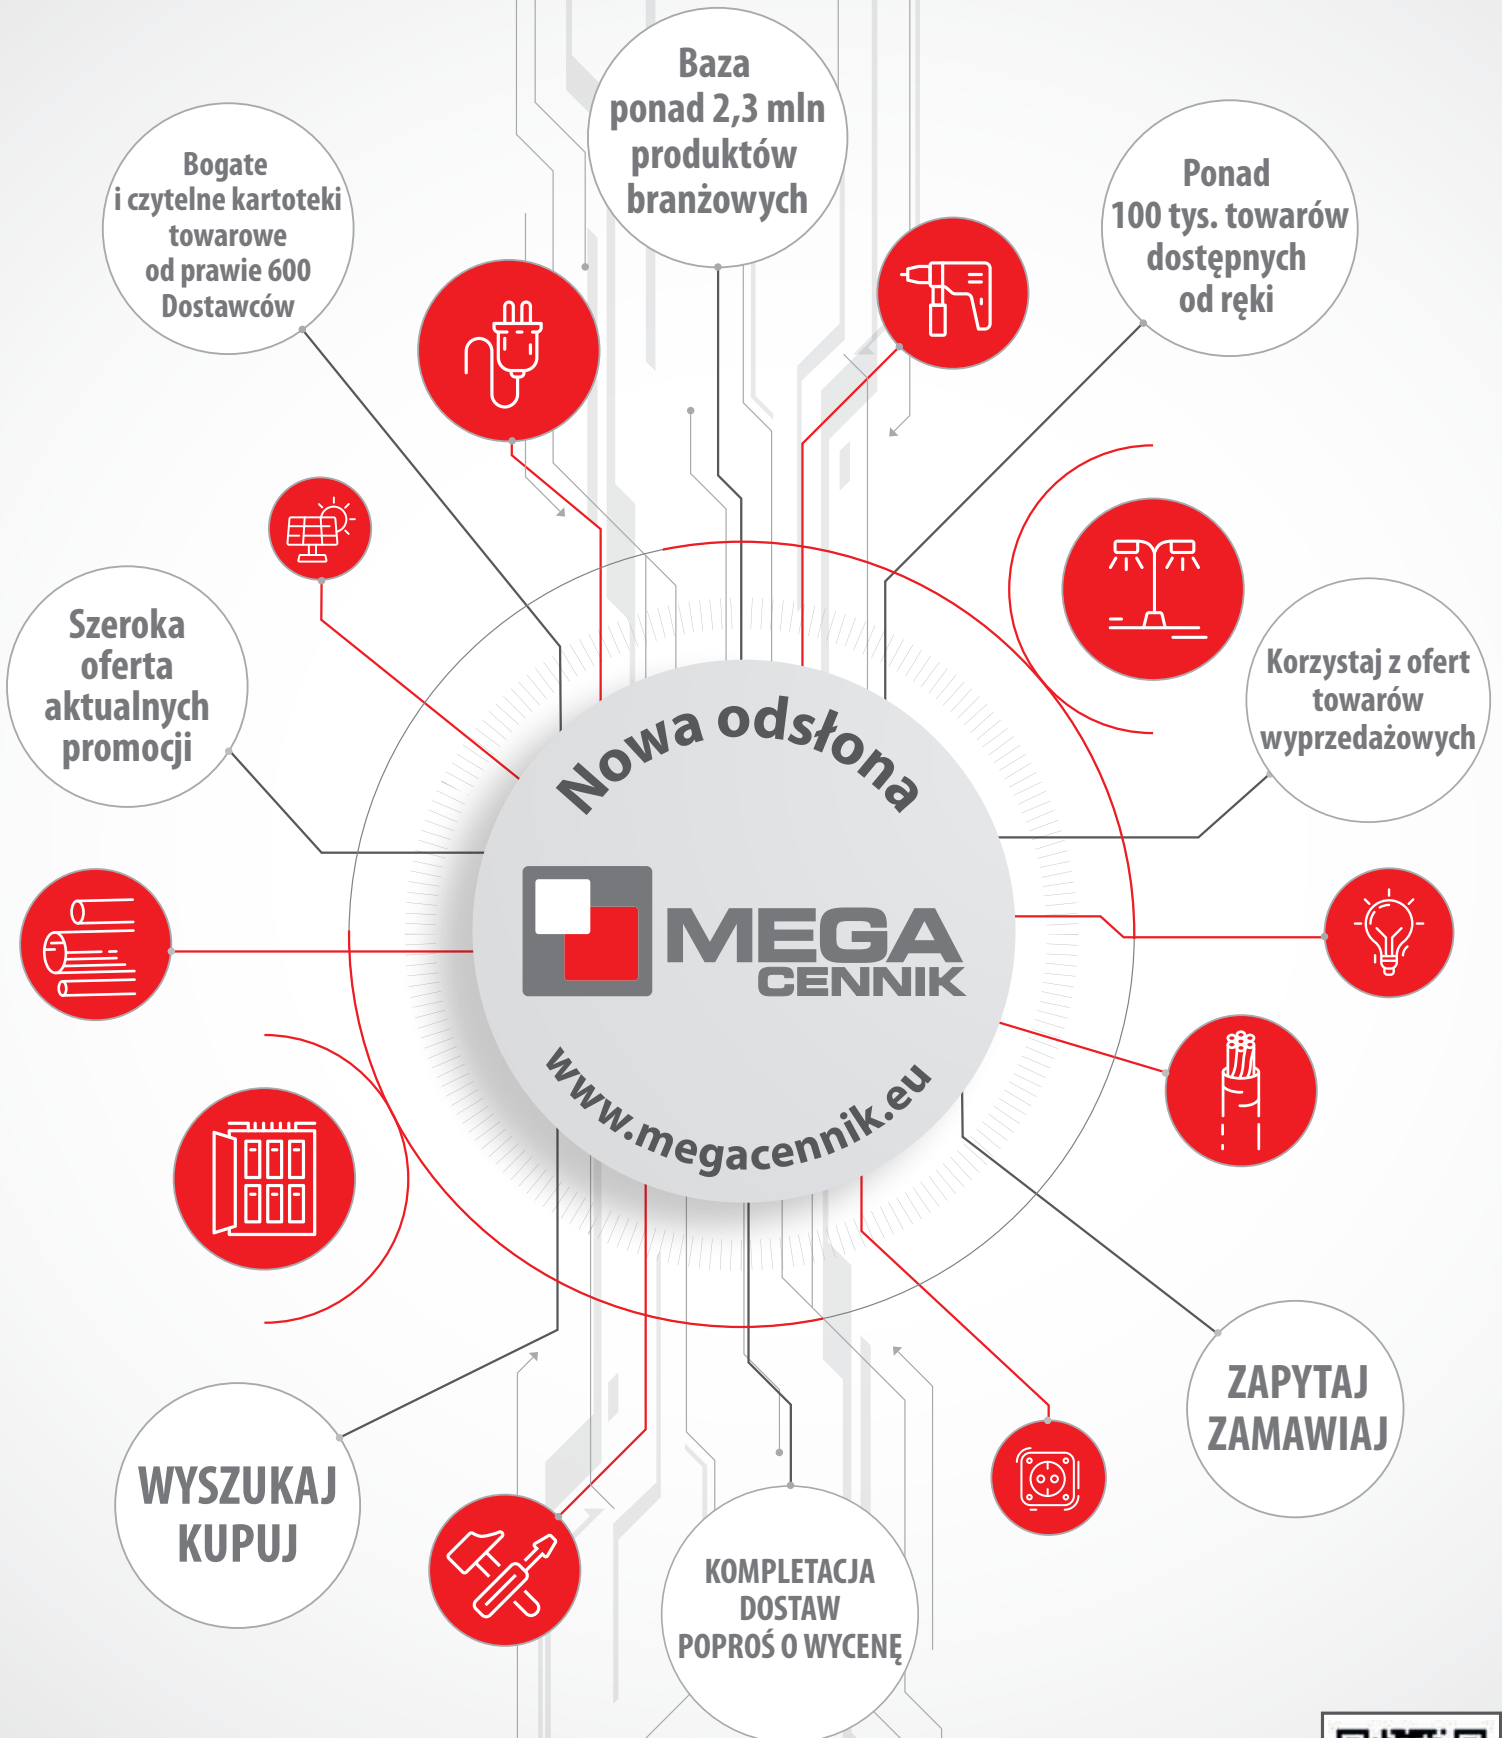 Baza
ponad 2,3 mln
produktów
branżowych
Bogate
i czytelne kartoteki
towarowe
od prawie 600
Dostawców
Ponad
100 tys. towarów
dostępnych
od ręki
Szeroka
oferta
aktualnych
promocji
Korzystaj z ofert
towarów
wyprzedażowych
Nowa odsłona
MEGA
CENNIK
www.megacennik.eu
ZAPYTAJ
ZAMAWIAJ
WYSZUKAJ
KUPUJ
KOMPLETACJA
DOSTAW
POPROŚ O WYCENĘ